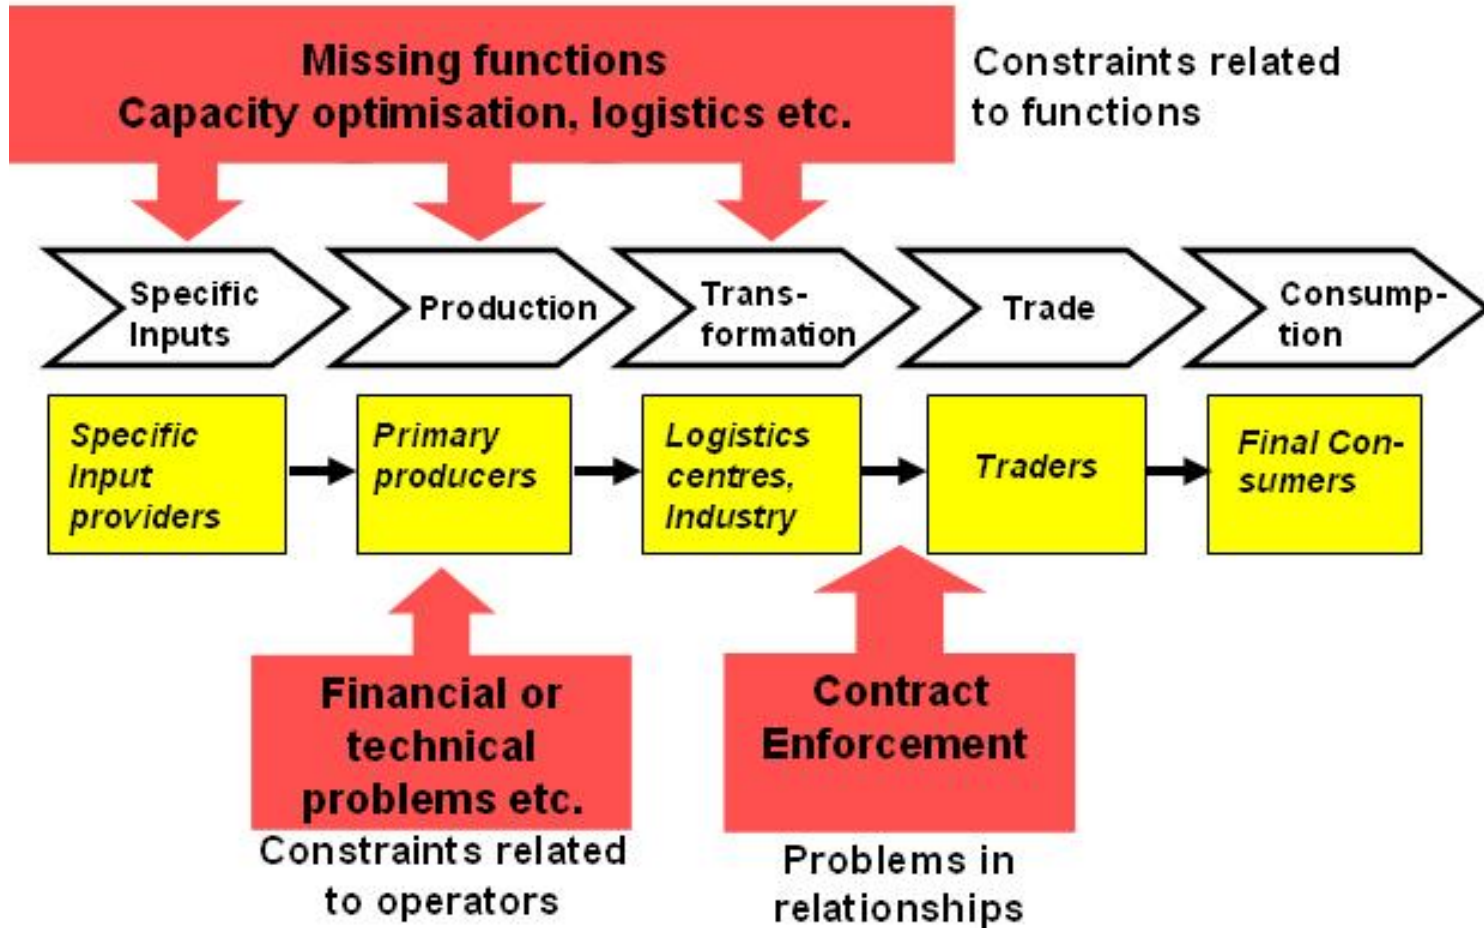 Missing functions
Capacity optimisation, logistics etc.
Constraints related
to functions
Specific
Inputs
Production
Trans-
formation
Trade
Consump-
tion
Specific
Input
providers
Primary
producers
Logistics
centres,
Industry
Traders
Final Con-
sumers
Financial or
technical
problems etc.
Constraints related
to operators
Contract
Enforcement
Problems in
relationships